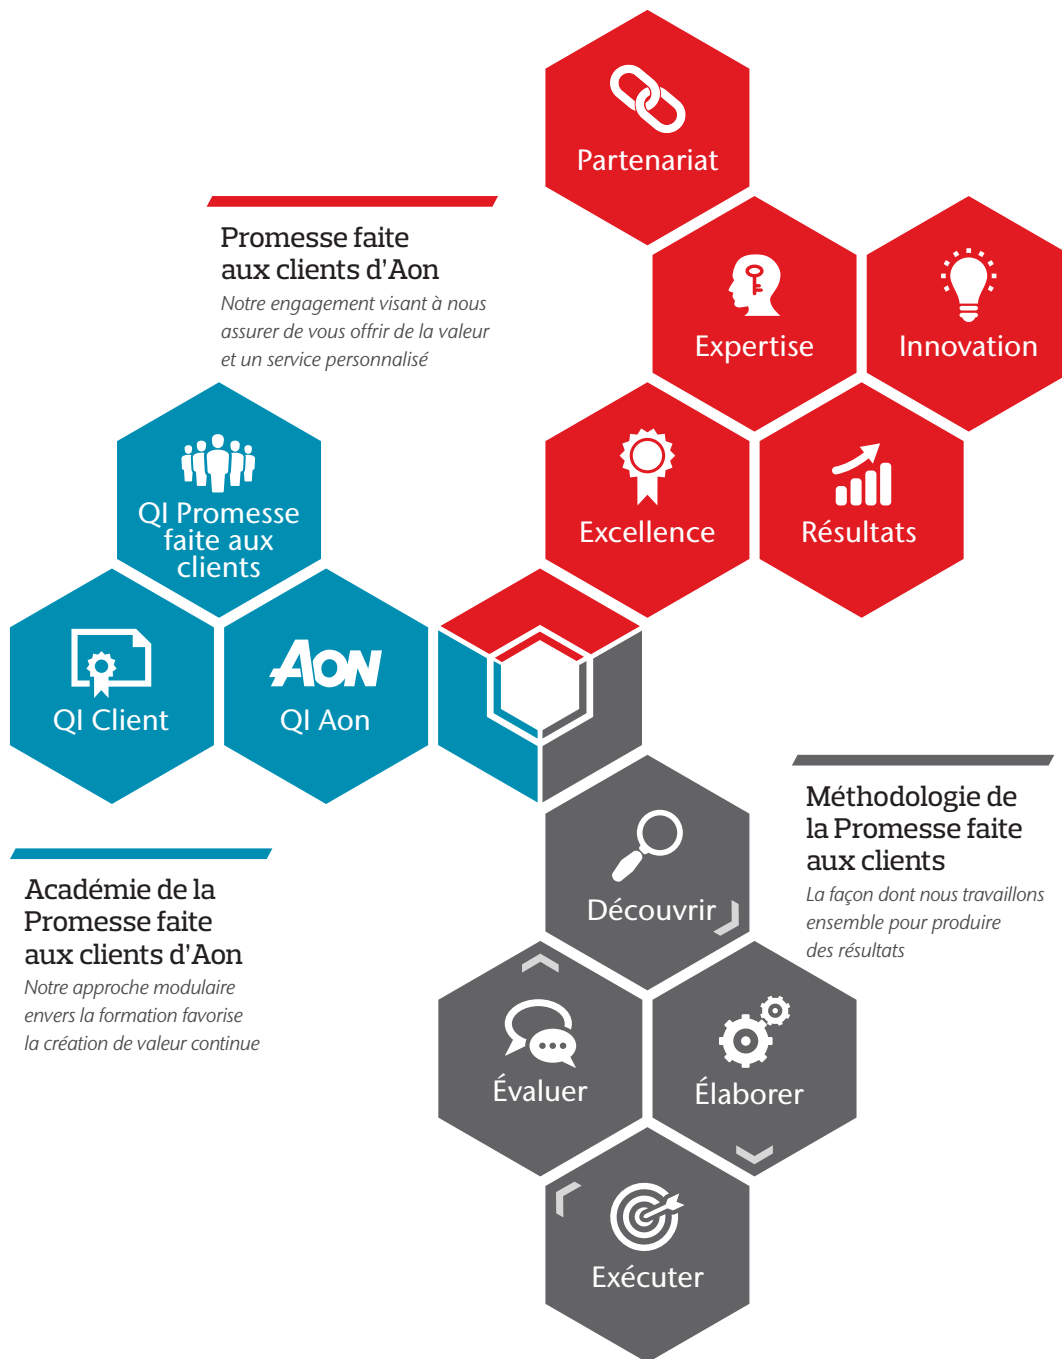 Partenariat
Promesse faite
aux clients d'Aon
Notre engagement visant à nous
assurer de vous offrir de la valeur
et un service personnalisé
Expertise
Innovation
Excellence
Résultats
QI Promesse
faite aux
clients
QI Client
AON
QI Aon
Académie de la
Promesse faite
aux clients d'Aon
Notre approche modulaire
envers la formation favorise
la création de valeur continue
Méthodologie de
la Promesse faite
aux clients
La façon dont nous travaillons
ensemble pour produire
des résultats
Découvrir
Évaluer
Élaborer
Exécuter